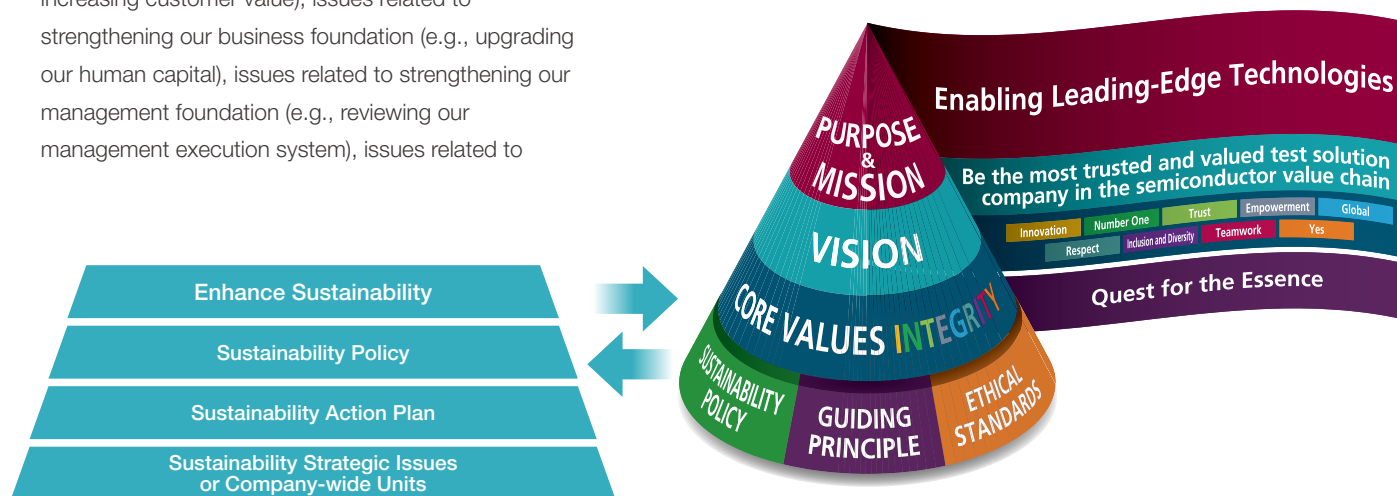 increasing customer value), issues related to
strengthening our business foundation (e.g., upgrading
our human capital), issues related to strengthening our
management foundation (e.g., reviewing our
management execution system), issues related to
Enhance Sustainability
Sustainability Policy
Sustainability Action Plan
Sustainability Strategic Issues
or Company-wide Units
PURPOSE
&
MISSION
VISION
CORE VALUES INTEGRITY
SUSTAINABILITY
POLICY
GUIDING
PRINCIPLE
ETHICAL
STANDARDS
Enabling Leading-Edge Technologies
Be the most trusted and valued test solution
company in the semiconductor value chain
Innovation Number One Trust Empowerment Global
Respect Inclusion and Diversity Teamwork Yes
Quest for the Essence